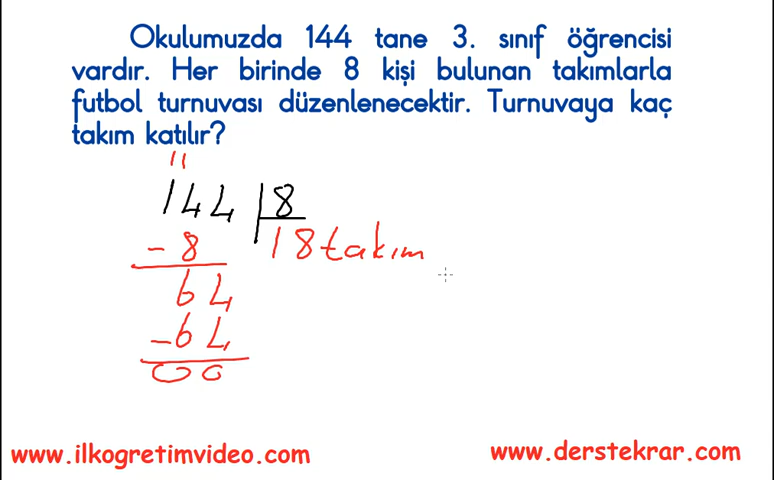 Okulumuzda 144 tane 3. sınıf öğrencisi
vardır. Her birinde 8 kişi bulunan takımlarla
futbol turnuvası düzenlenecektir. Turnuvaya kaç
takım katılır?
144 8
- 8 18 takım
64
- 64
00
www.ilkogretimvideo.com www.derstekrar.com